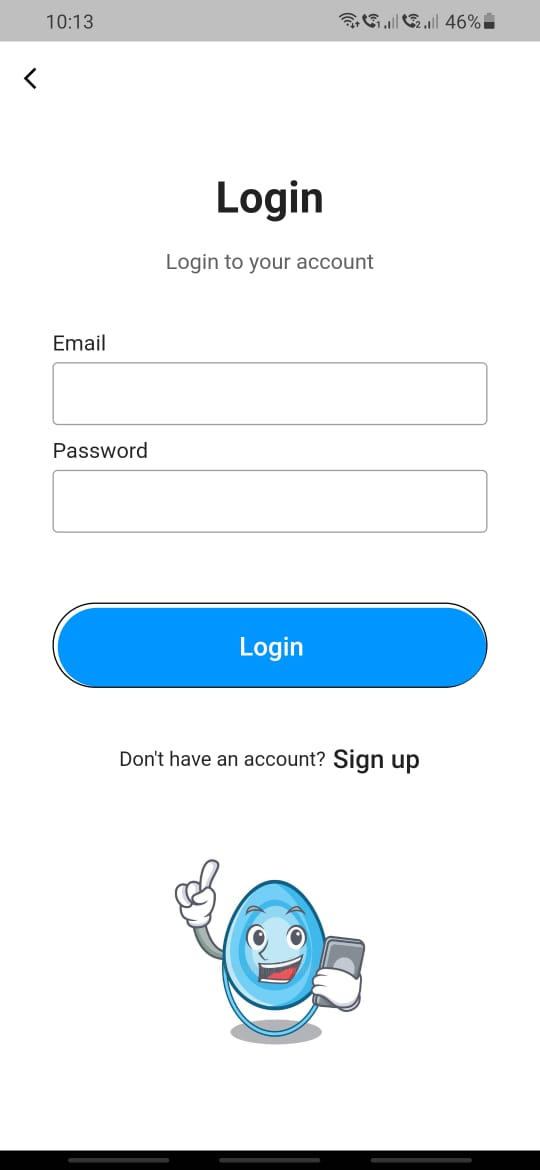 10:13 46%
Login
Login to your account
Email
Password
Login
Don't have an account? Sign up